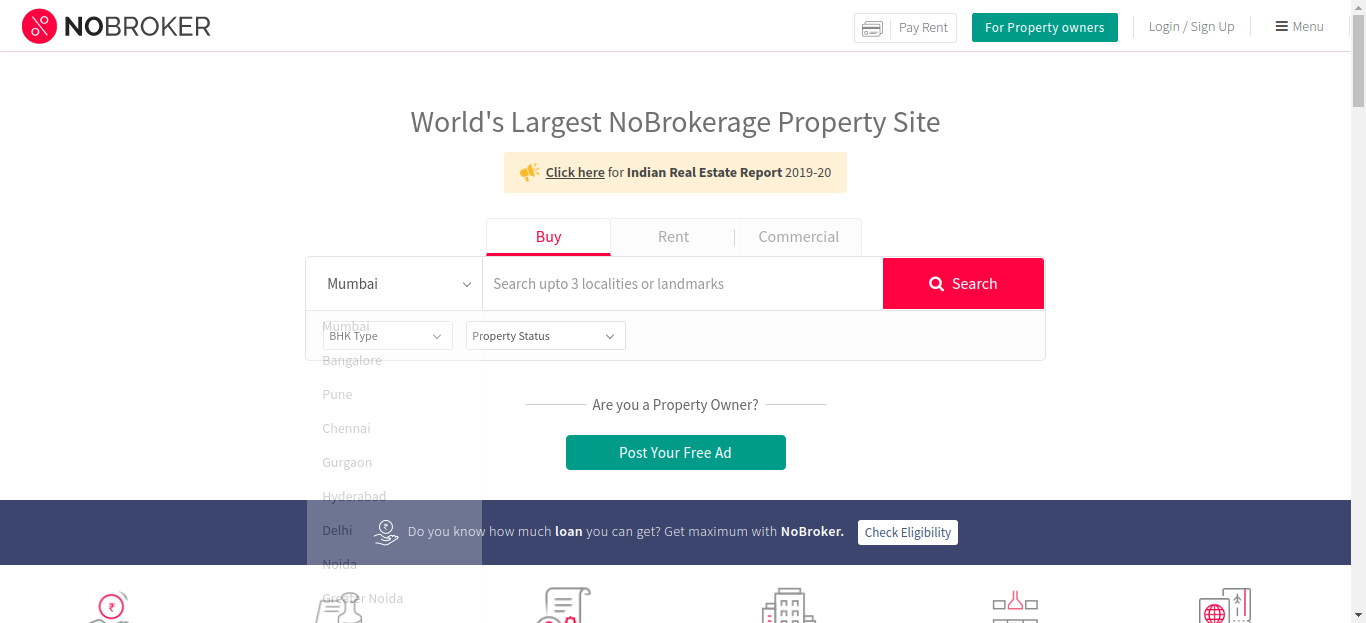 NOBROKER
Pay Rent
For Property owners
Login / Sign Up
Menu
World's Largest NoBrokerage Property Site
Click here for Indian Real Estate Report 2019-20
Buy
Rent
Commercial
Mumbai
Search upto 3 localities or landmarks
Search
Mumbai
BHK Type
Property Status
Bangalore
Pune
Are you a Property Owner?
Chennai
Post Your Free Ad
Gurgaon
Hyderabad
Delhi
Do you know how much loan you can get? Get maximum with NoBroker.
Check Eligibility
Noida
Greater Noida